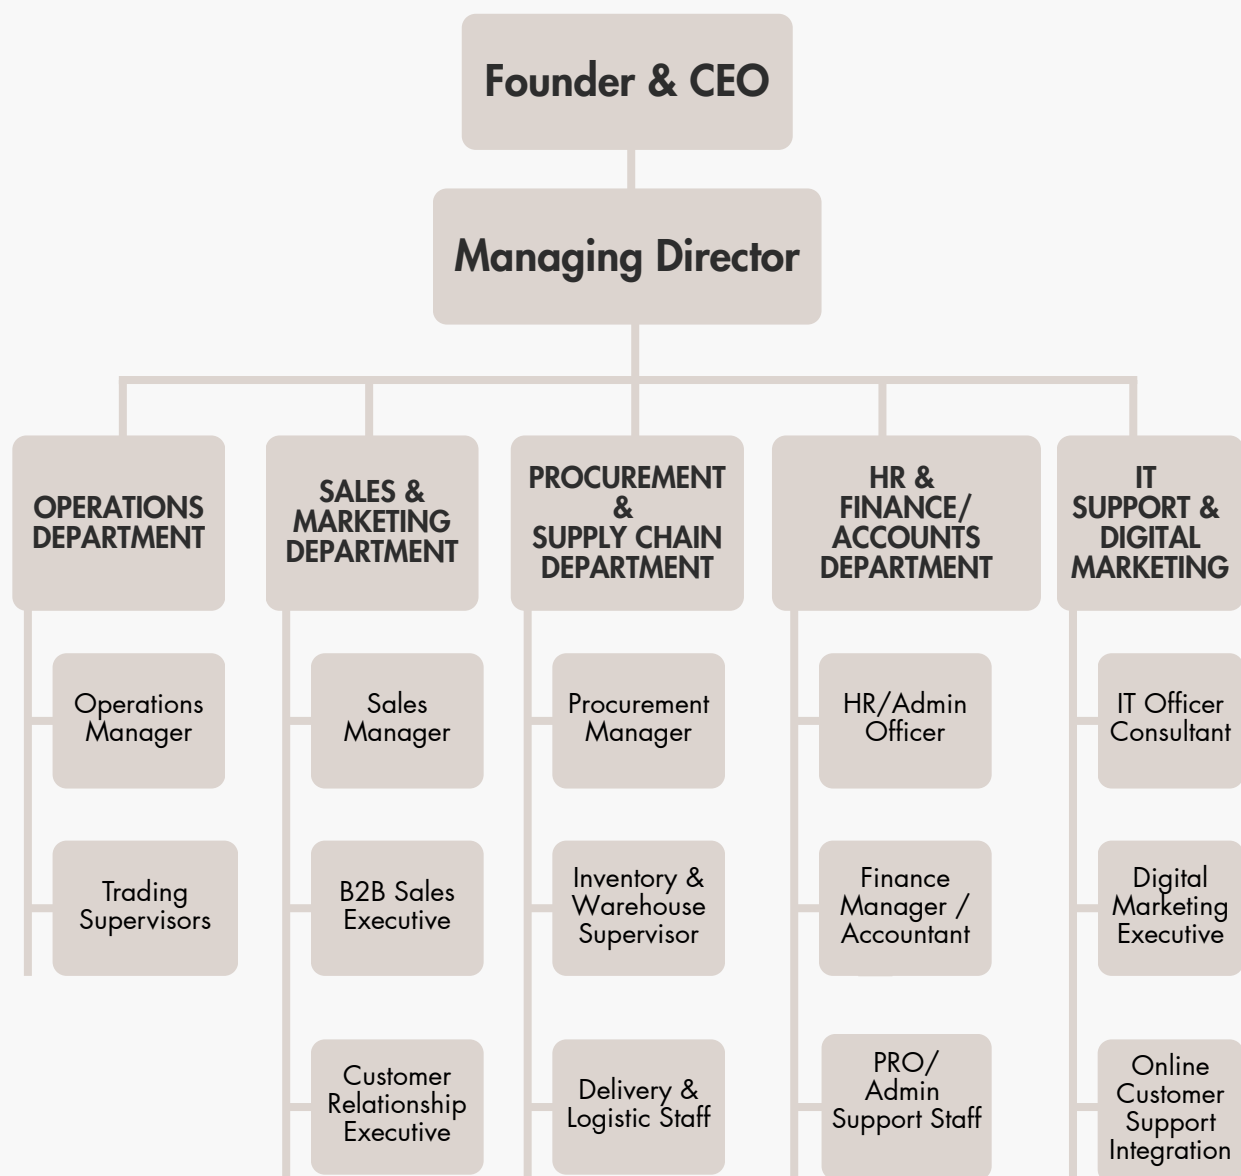 Founder & CEO
Managing Director
OPERATIONS
DEPARTMENT
SALES &
MARKETING
DEPARTMENT
PROCUREMENT
&
SUPPLY CHAIN
DEPARTMENT
HR &
FINANCE/
ACCOUNTS
DEPARTMENT
IT
SUPPORT &
DIGITAL
MARKETING
Operations
Manager
Sales
Manager
Procurement
Manager
HR/Admin
Officer
IT Officer
Consultant
Trading
Supervisors
B2B Sales
Executive
Inventory &
Warehouse
Supervisor
Finance
Manager /
Accountant
Digital
Marketing
Executive
Customer
Relationship
Executive
Delivery &
Logistic Staff
PRO/
Admin
Support Staff
Online
Customer
Support
Integration